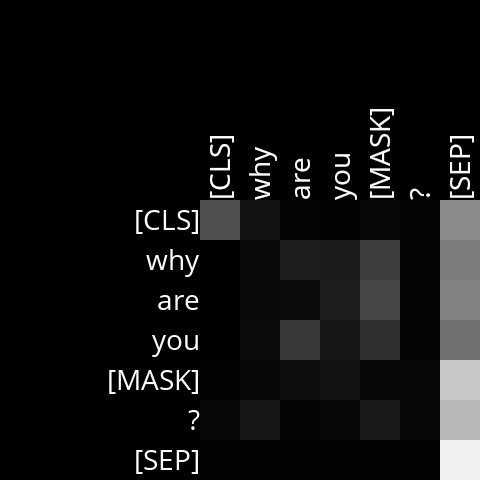 [CLS] why are you [MASK] ? [SEP]
[CLS]
why
are
you
[MASK]
?
[SEP]